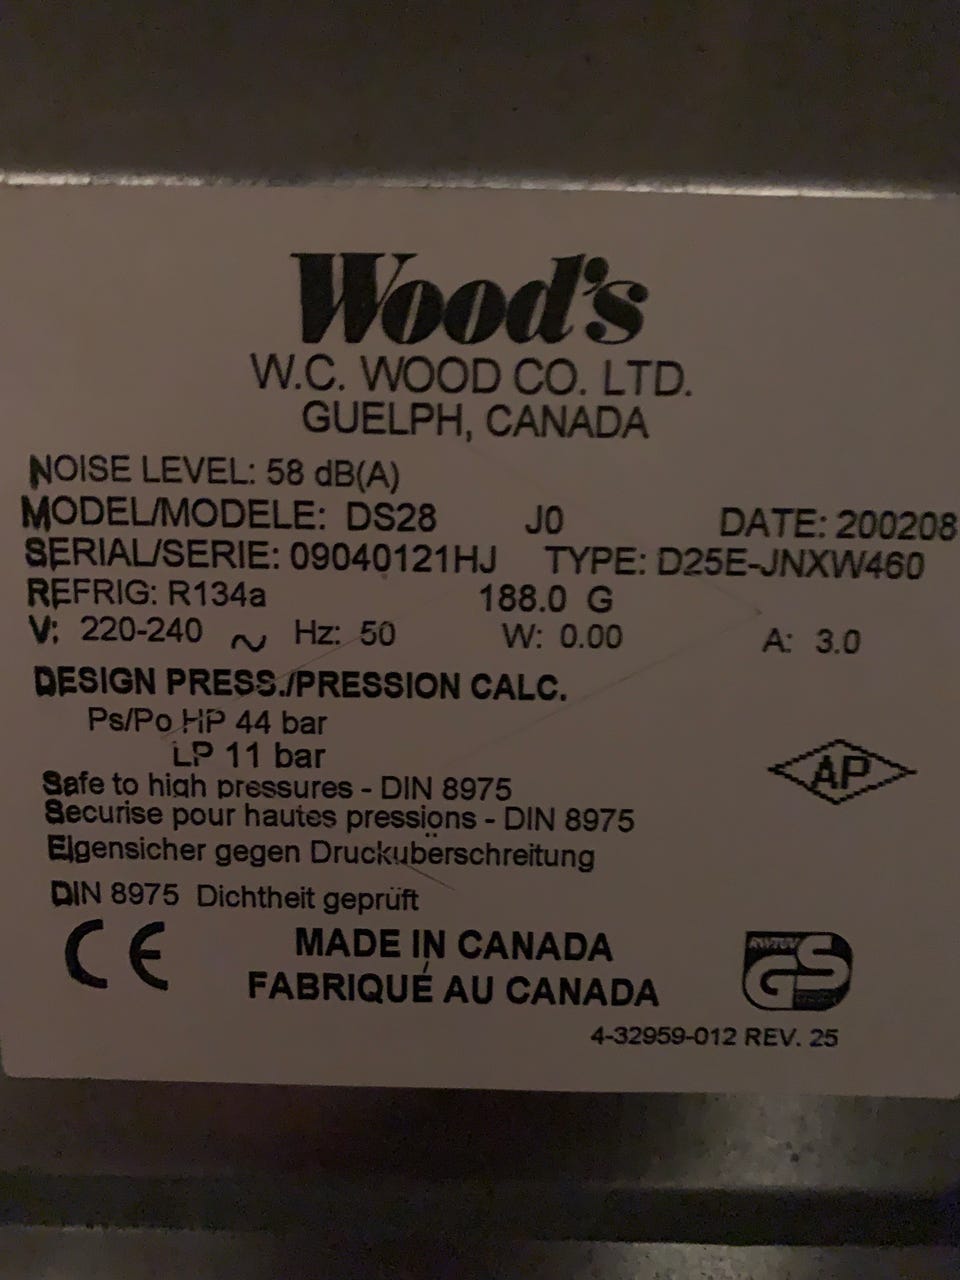 Wood's
W.C. WOOD CO. LTD.
GUELPH, CANADA
NOISE LEVEL: 58 dB(A)
MODEL/MODELE: DS28 J0 DATE: 200208
SERIAL/SERIE: 09040121HJ TYPE: D25E-JNXW460
REFRIG: R134a 188.0 G
V: 220-240 ~ Hz: 50 W: 0.00 A: 3.0
DESIGN PRESS./PRESSION CALC.
Ps/Po HP 44 bar
LP 11 bar
AP
Safe to high pressures - DIN 8975
Securise pour hautes pressions - DIN 8975
Eigensicher gegen Drucküberschreitung
DIN 8975 Dichtheit geprüft
CE MADE IN CANADA RWTÜV GS
FABRIQUÉ AU CANADA
4-32959-012 REV. 25